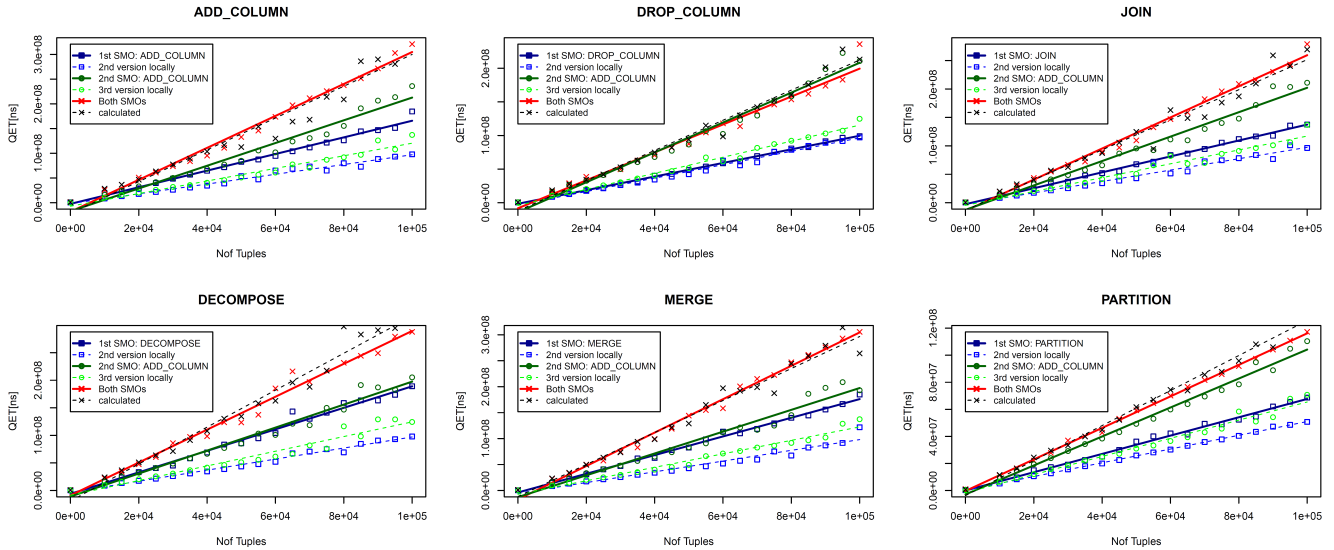 ADD_COLUMN
QET[ns]
0.0e+00 1.0e+08 2.0e+08 3.0e+08
1st SMO: ADD_COLUMN
2nd version locally
2nd SMO: ADD_COLUMN
3rd version locally
Both SMOs
calculated
0e+00 2e+04 4e+04 6e+04 8e+04 1e+05
Nof Tuples
DROP_COLUMN
QET[ns]
0.0e+00 1.0e+08 2.0e+08
1st SMO: DROP_COLUMN
2nd version locally
2nd SMO: ADD_COLUMN
3rd version locally
Both SMOs
calculated
0e+00 2e+04 4e+04 6e+04 8e+04 1e+05
Nof Tuples
JOIN
QET[ns]
0.0e+00 1.0e+08 2.0e+08
1st SMO: JOIN
2nd version locally
2nd SMO: ADD_COLUMN
3rd version locally
Both SMOs
calculated
0e+00 2e+04 4e+04 6e+04 8e+04 1e+05
Nof Tuples
DECOMPOSE
QET[ns]
0.0e+00 1.0e+08 2.0e+08
1st SMO: DECOMPOSE
2nd version locally
2nd SMO: ADD_COLUMN
3rd version locally
Both SMOs
calculated
0e+00 2e+04 4e+04 6e+04 8e+04 1e+05
Nof Tuples
MERGE
QET[ns]
0.0e+00 1.0e+08 2.0e+08 3.0e+08
1st SMO: MERGE
2nd version locally
2nd SMO: ADD_COLUMN
3rd version locally
Both SMOs
calculated
0e+00 2e+04 4e+04 6e+04 8e+04 1e+05
Nof Tuples
PARTITION
QET[ns]
0.0e+00 4.0e+07 8.0e+07 1.2e+08
1st SMO: PARTITION
2nd version locally
2nd SMO: ADD_COLUMN
3rd version locally
Both SMOs
calculated
0e+00 2e+04 4e+04 6e+04 8e+04 1e+05
Nof Tuples